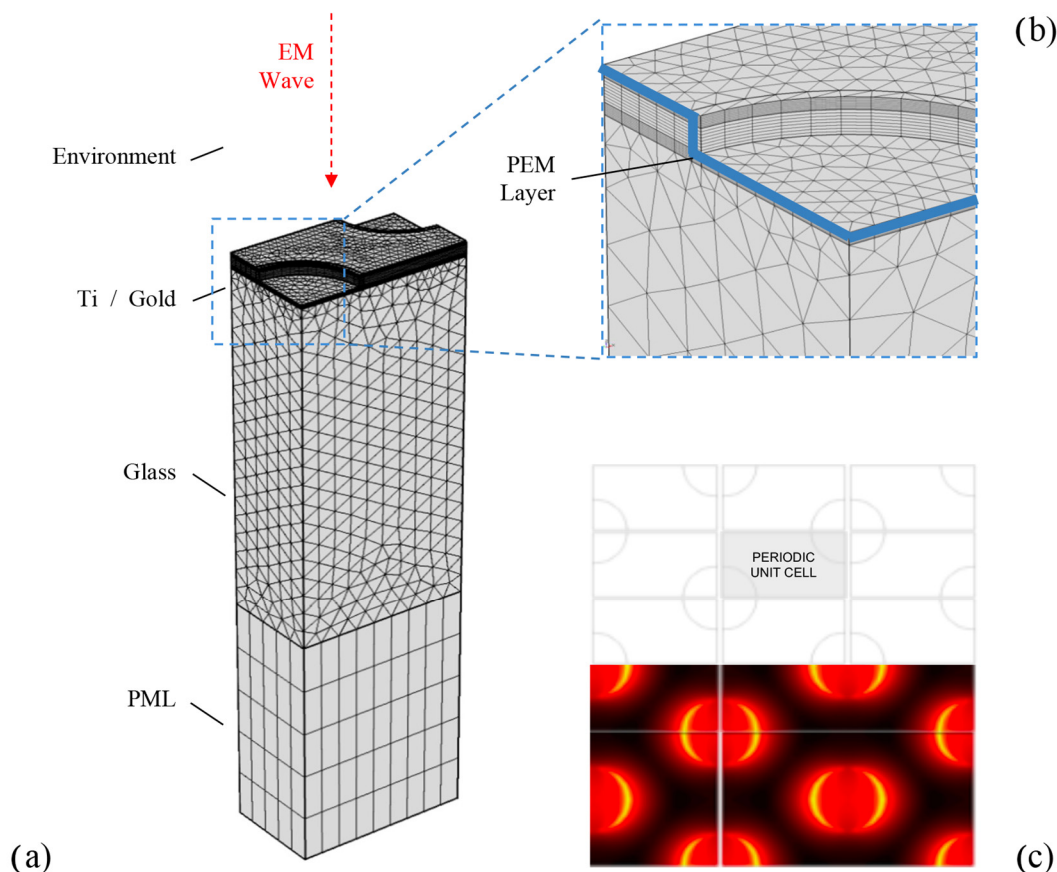 EM
Wave
(b)
Environment
PEM
Layer
Ti / Gold
Glass
PERIODIC
UNIT CELL
PML
(a)
(c)